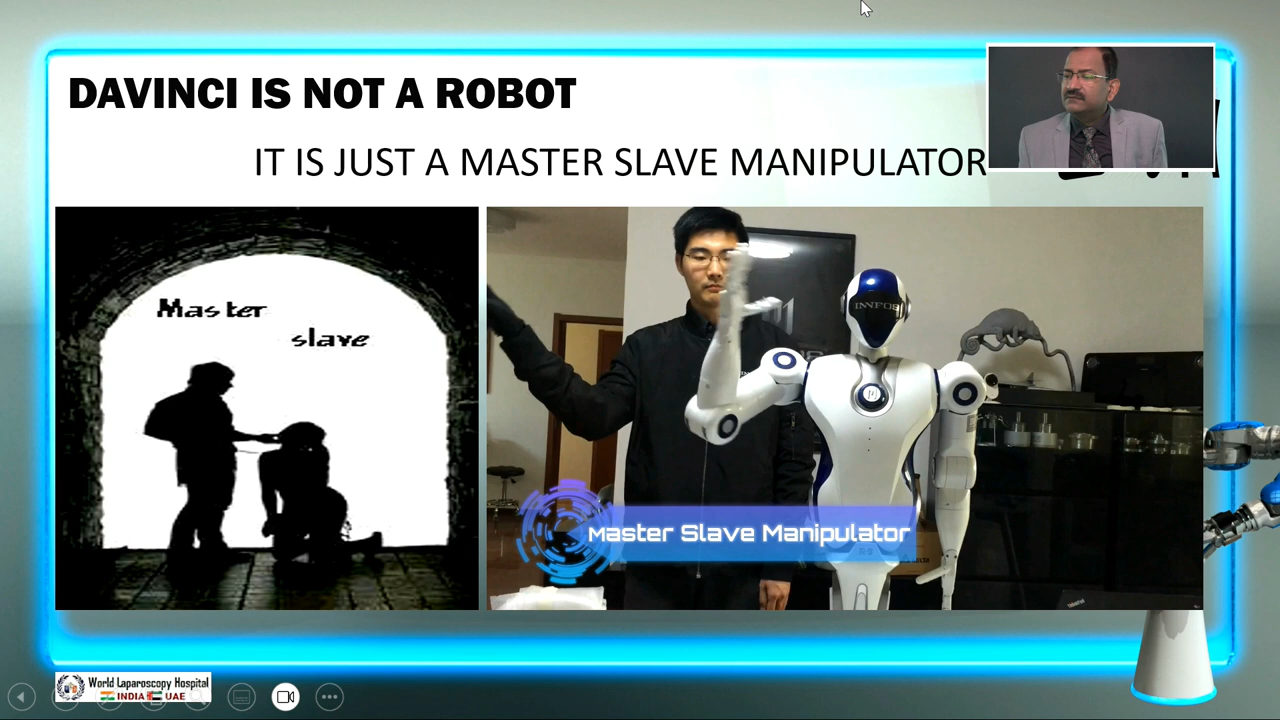 DAVINCI IS NOT A ROBOT
IT IS JUST A MASTER SLAVE MANIPULATOR
Master
slave
INNFOS
Master Slave Manipulator
World Laparoscopy Hospital
INDIA UAE